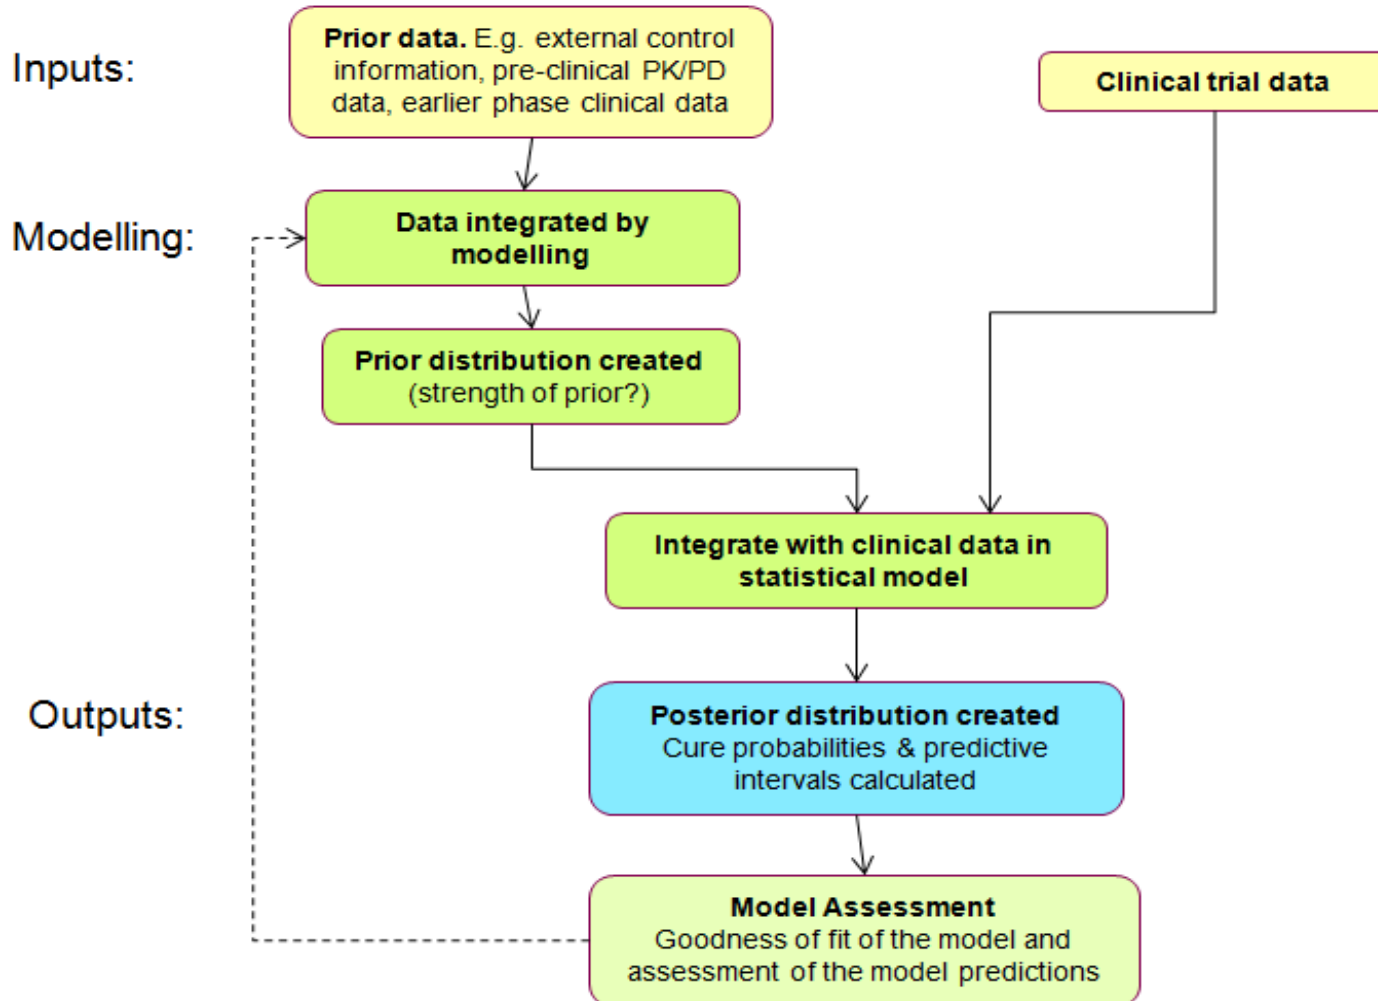 Inputs:
Prior data. E.g. external control
information, pre-clinical PK/PD
data, earlier phase clinical data
Clinical trial data
Modelling:
Data integrated by
modelling
Prior distribution created
(strength of prior?)
Integrate with clinical data in
statistical model
Outputs:
Posterior distribution created
Cure probabilities & predictive
intervals calculated
Model Assessment
Goodness of fit of the model and
assessment of the model predictions